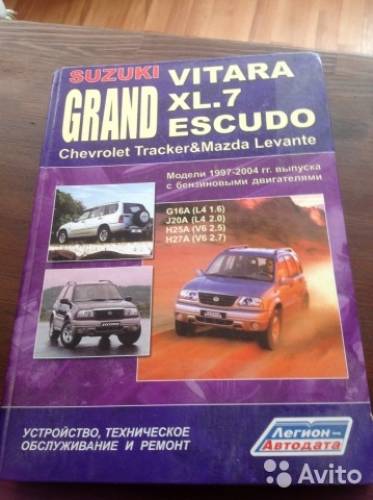 SUZUKI
GRAND
VITARA
XL.7
ESCUDO
Chevrolet Tracker&Mazda Levante
Модели 1997-2004 гг. выпуска
с бензиновыми двигателями
G16A (L4 1.6)
J20A (L4 2.0)
H25A (V6 2.5)
H27A (V6 2.7)
УСТРОЙСТВО, ТЕХНИЧЕСКОЕ
ОБСЛУЖИВАНИЕ И РЕМОНТ
Легион-
Автодата
Avito